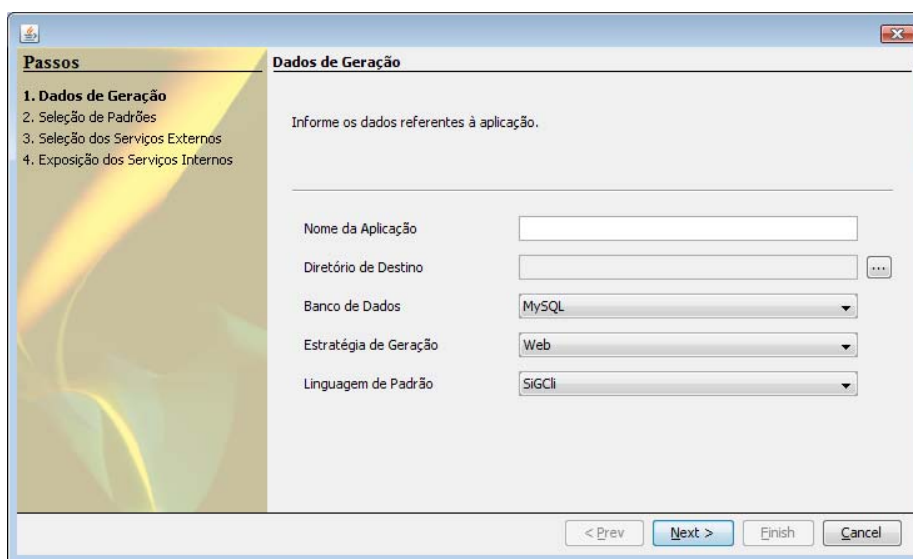 Passos
1. Dados de Geração
2. Seleção de Padrões
3. Seleção dos Serviços Externos
4. Exposição dos Serviços Internos
Dados de Geração
Informe os dados referentes à aplicação.
Nome da Aplicação
Diretório de Destino
...
Banco de Dados
MySQL
Estratégia de Geração
Web
Linguagem de Padrão
SiGCli
< Prev
Next >
Finish
Cancel